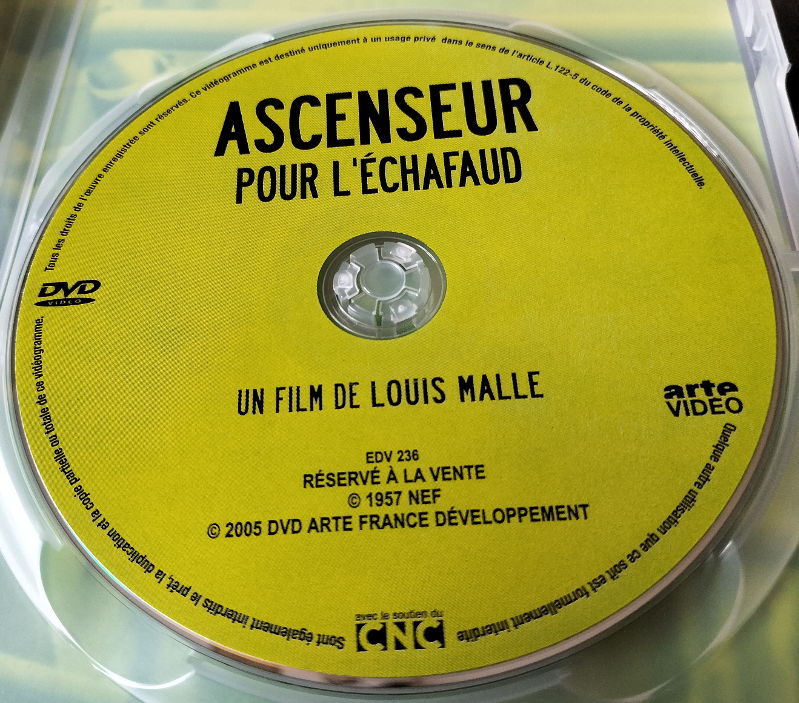 Tous les droits de l'œuvre enregistrée sont réservés. Ce vidéogramme est destiné uniquement à un usage privé dans le sens de l'article L.122-5 du code de la propriété intellectuelle.
ASCENSEUR
POUR L'ÉCHAFAUD
DVD
VIDEO
UN FILM DE LOUIS MALLE
arte
VIDEO
EDV 236
RÉSERVÉ À LA VENTE
© 1957 NEF
© 2005 DVD ARTE FRANCE DÉVELOPPEMENT
avec le soutien du
CNC
Sont également interdits le prêt, la duplication et la copie partielle ou totale de ce vidéogramme.
Quelque autre utilisation que ce soit est formellement interdite